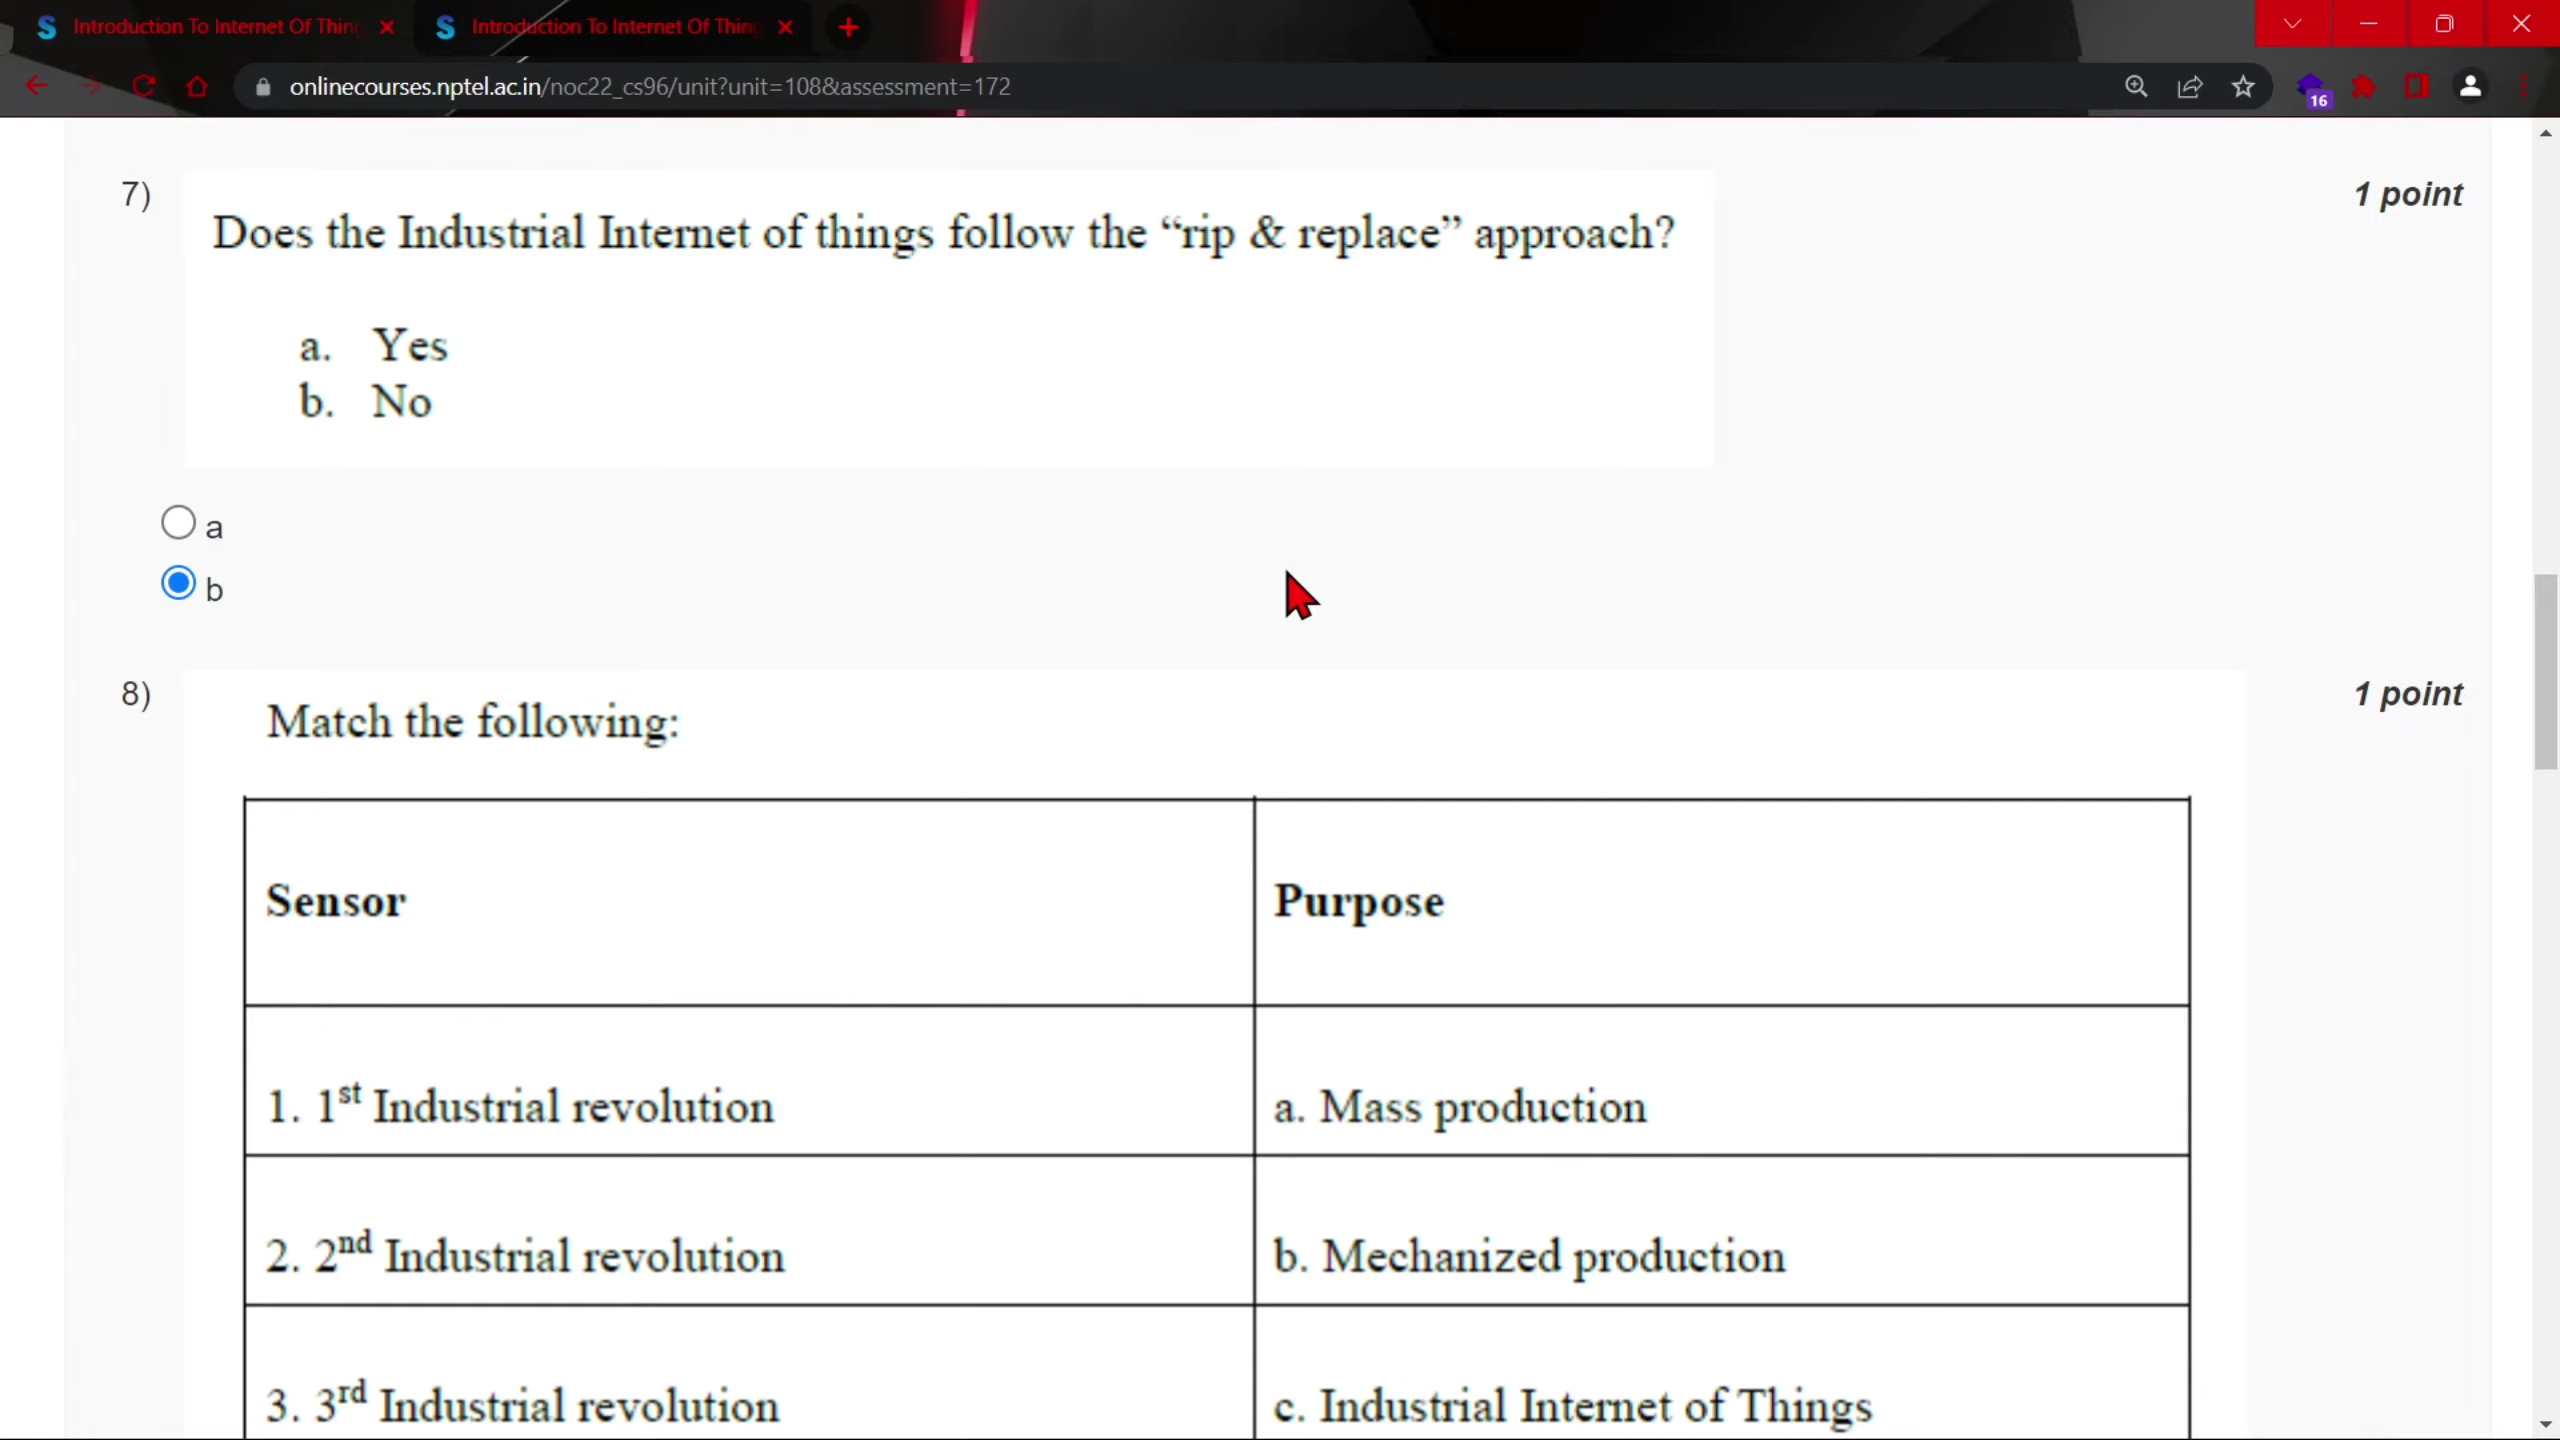 Introduction To Internet Of Thing
Introduction To Internet Of Thing
onlinecourses.nptel.ac.in/noc22_cs96/unit?unit=108&assessment=172
16
7)
1 point
Does the Industrial Internet of things follow the “rip & replace” approach?
a. Yes
b. No
a
b
8)
1 point
Match the following:
Sensor
Purpose
1. 1st Industrial revolution
a. Mass production
2. 2nd Industrial revolution
b. Mechanized production
3. 3rd Industrial revolution
c. Industrial Internet of Things